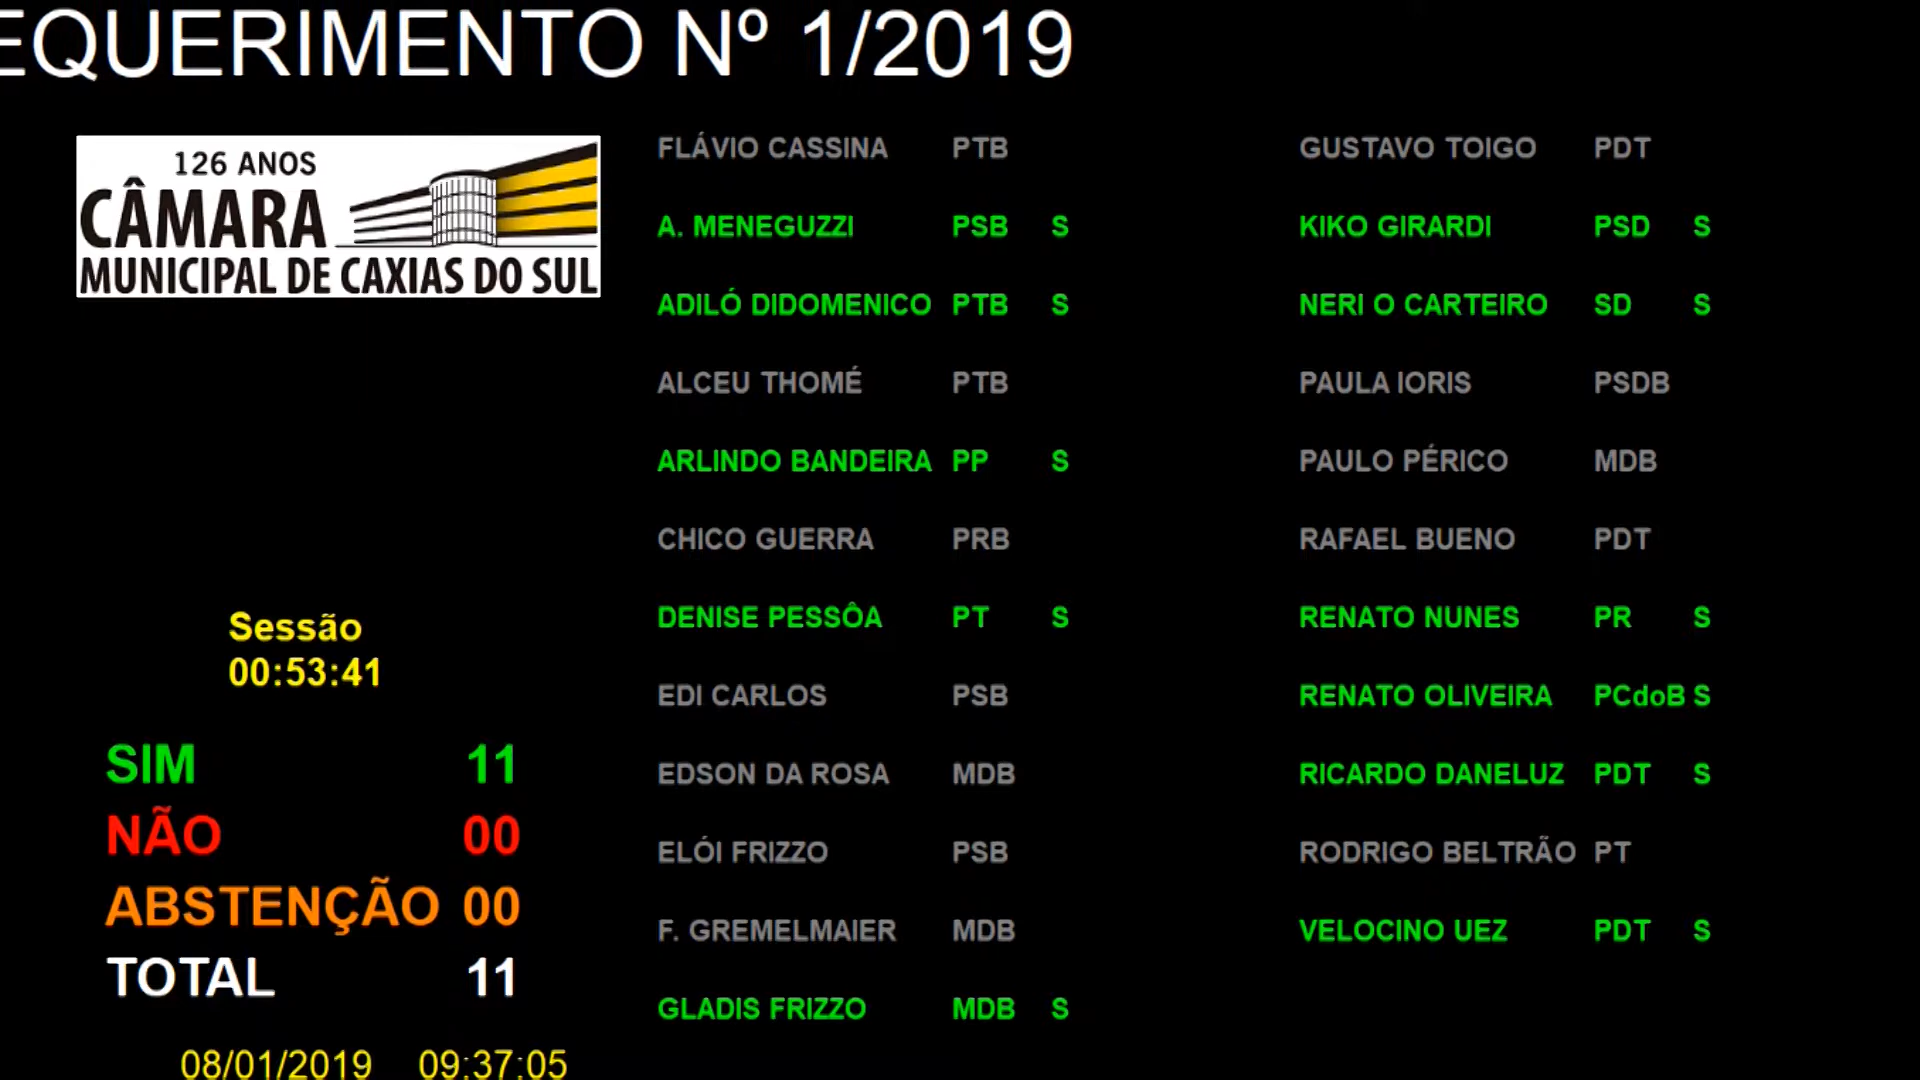 EQUERIMENTO Nº 1/2019
126 ANOS
CÂMARA
MUNICIPAL DE CAXIAS DO SUL
Sessão
00:53:41
SIM 11
NÃO 00
ABSTENÇÃO 00
TOTAL 11
08/01/2019 09:37:05
FLÁVIO CASSINA PTB
A. MENEGUZZI PSB S
ADILÓ DIDOMENICO PTB S
ALCEU THOMÉ PTB
ARLINDO BANDEIRA PP S
CHICO GUERRA PRB
DENISE PESSÔA PT S
EDI CARLOS PSB
EDSON DA ROSA MDB
ELÓI FRIZZO PSB
F. GREMELMAIER MDB
GLADIS FRIZZO MDB S
GUSTAVO TOIGO PDT
KIKO GIRARDI PSD S
NERI O CARTEIRO SD S
PAULA IORIS PSDB
PAULO PÉRICO MDB
RAFAEL BUENO PDT
RENATO NUNES PR S
RENATO OLIVEIRA PCdoB S
RICARDO DANELUZ PDT S
RODRIGO BELTRÃO PT
VELOCINO UEZ PDT S